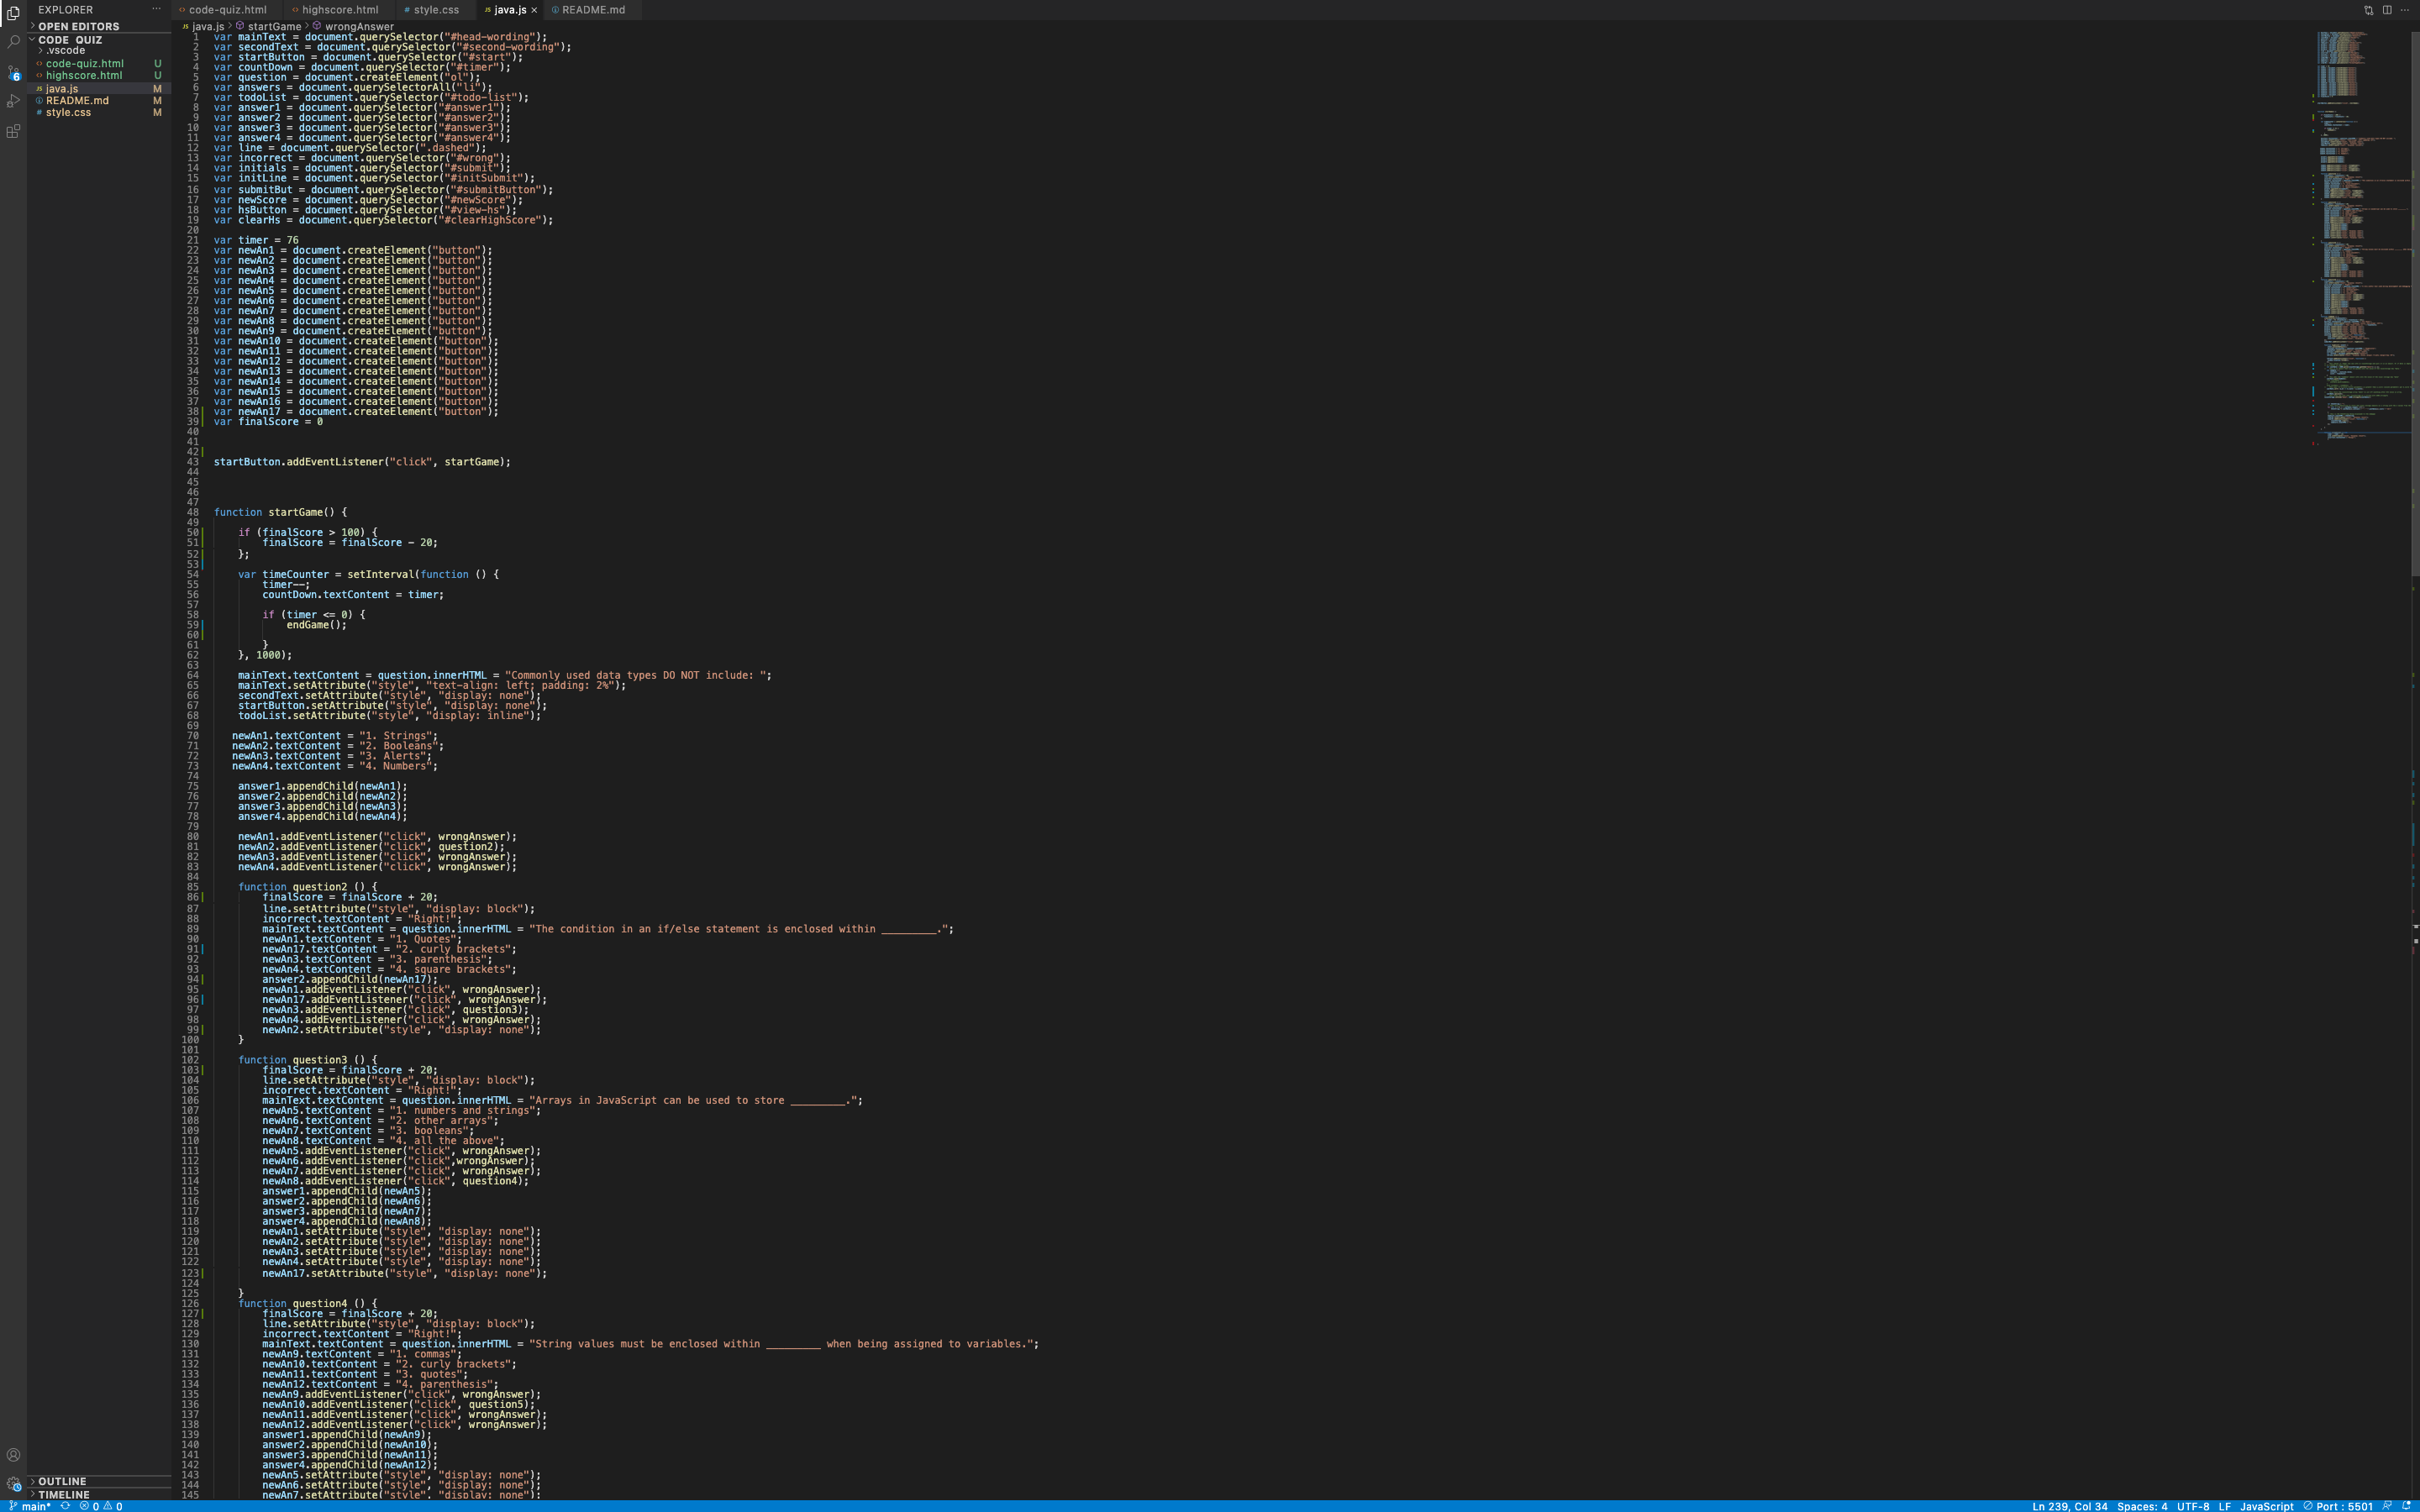 EXPLORER
OPEN EDITORS
CODE_QUIZ
.vscode
code-quiz.html U
highscore.html U
java.js M
README.md M
style.css M
OUTLINE
TIMELINE
6
code-quiz.html highscore.html style.css java.js README.md
java.js > startGame > wrongAnswer
1 var mainText = document.querySelector("#head-wording");
2 var secondText = document.querySelector("#second-wording");
3 var startButton = document.querySelector("#start");
4 var countDown = document.querySelector("#timer");
5 var question = document.createElement("ol");
6 var answers = document.querySelectorAll("li");
7 var todoList = document.querySelector("#todo-list");
8 var answer1 = document.querySelector("#answer1");
9 var answer2 = document.querySelector("#answer2");
10 var answer3 = document.querySelector("#answer3");
11 var answer4 = document.querySelector("#answer4");
12 var line = document.querySelector(".dashed");
13 var incorrect = document.querySelector("#wrong");
14 var initials = document.querySelector("#submit");
15 var initLine = document.querySelector("#initSubmit");
16 var submitBut = document.querySelector("#submitButton");
17 var newScore = document.querySelector("#newScore");
18 var hsButton = document.querySelector("#view-hs");
19 var clearHs = document.querySelector("#clearHighScore");
20
21 var timer = 76
22 var newAn1 = document.createElement("button");
23 var newAn2 = document.createElement("button");
24 var newAn3 = document.createElement("button");
25 var newAn4 = document.createElement("button");
26 var newAn5 = document.createElement("button");
27 var newAn6 = document.createElement("button");
28 var newAn7 = document.createElement("button");
29 var newAn8 = document.createElement("button");
30 var newAn9 = document.createElement("button");
31 var newAn10 = document.createElement("button");
32 var newAn11 = document.createElement("button");
33 var newAn12 = document.createElement("button");
34 var newAn13 = document.createElement("button");
35 var newAn14 = document.createElement("button");
36 var newAn15 = document.createElement("button");
37 var newAn16 = document.createElement("button");
38 var newAn17 = document.createElement("button");
39 var finalScore = 0
40
41
42
43 startButton.addEventListener("click", startGame);
44
45
46
47
48 function startGame() {
49
50 if (finalScore > 100) {
51 finalScore = finalScore - 20;
52 };
53
54 var timeCounter = setInterval(function () {
55 timer--;
56 countDown.textContent = timer;
57
58 if (timer <= 0) {
59 endGame();
60
61 }
62 }, 1000);
63
64 mainText.textContent = question.innerHTML = "Commonly used data types DO NOT include: ";
65 mainText.setAttribute("style", "text-align: left; padding: 2%");
66 secondText.setAttribute("style", "display: none");
67 startButton.setAttribute("style", "display: none");
68 todoList.setAttribute("style", "display: inline");
69
70 newAn1.textContent = "1. Strings";
71 newAn2.textContent = "2. Booleans";
72 newAn3.textContent = "3. Alerts";
73 newAn4.textContent = "4. Numbers";
74
75 answer1.appendChild(newAn1);
76 answer2.appendChild(newAn2);
77 answer3.appendChild(newAn3);
78 answer4.appendChild(newAn4);
79
80 newAn1.addEventListener("click", wrongAnswer);
81 newAn2.addEventListener("click", question2);
82 newAn3.addEventListener("click", wrongAnswer);
83 newAn4.addEventListener("click", wrongAnswer);
84
85 function question2 () {
86 finalScore = finalScore + 20;
87 line.setAttribute("style", "display: block");
88 incorrect.textContent = "Right!";
89 mainText.textContent = question.innerHTML = "The condition in an if/else statement is enclosed within _________.";
90 newAn1.textContent = "1. Quotes";
91 newAn17.textContent = "2. curly brackets";
92 newAn3.textContent = "3. parenthesis";
93 newAn4.textContent = "4. square brackets";
94 answer2.appendChild(newAn17);
95 newAn1.addEventListener("click", wrongAnswer);
96 newAn17.addEventListener("click", wrongAnswer);
97 newAn3.addEventListener("click", question3);
98 newAn4.addEventListener("click", wrongAnswer);
99 newAn2.setAttribute("style", "display: none");
100 }
101
102 function question3 () {
103 finalScore = finalScore + 20;
104 line.setAttribute("style", "display: block");
105 incorrect.textContent = "Right!";
106 mainText.textContent = question.innerHTML = "Arrays in JavaScript can be used to store _________.";
107 newAn5.textContent = "1. numbers and strings";
108 newAn6.textContent = "2. other arrays";
109 newAn7.textContent = "3. booleans";
110 newAn8.textContent = "4. all the above";
111 newAn5.addEventListener("click", wrongAnswer);
112 newAn6.addEventListener("click",wrongAnswer);
113 newAn7.addEventListener("click", wrongAnswer);
114 newAn8.addEventListener("click", question4);
115 answer1.appendChild(newAn5);
116 answer2.appendChild(newAn6);
117 answer3.appendChild(newAn7);
118 answer4.appendChild(newAn8);
119 newAn1.setAttribute("style", "display: none");
120 newAn2.setAttribute("style", "display: none");
121 newAn3.setAttribute("style", "display: none");
122 newAn4.setAttribute("style", "display: none");
123 newAn17.setAttribute("style", "display: none");
124
125 }
126 function question4 () {
127 finalScore = finalScore + 20;
128 line.setAttribute("style", "display: block");
129 incorrect.textContent = "Right!";
130 mainText.textContent = question.innerHTML = "String values must be enclosed within _________ when being assigned to variables.";
131 newAn9.textContent = "1. commas";
132 newAn10.textContent = "2. curly brackets";
133 newAn11.textContent = "3. quotes";
134 newAn12.textContent = "4. parenthesis";
135 newAn9.addEventListener("click", wrongAnswer);
136 newAn10.addEventListener("click", question5);
137 newAn11.addEventListener("click", wrongAnswer);
138 newAn12.addEventListener("click", wrongAnswer);
139 answer1.appendChild(newAn9);
140 answer2.appendChild(newAn10);
141 answer3.appendChild(newAn11);
142 answer4.appendChild(newAn12);
143 newAn5.setAttribute("style", "display: none");
144 newAn6.setAttribute("style", "display: none");
145 newAn7.setAttribute("style", "display: none");
main* 0 0 Ln 239, Col 34 Spaces: 4 UTF-8 LF JavaScript Port : 5501